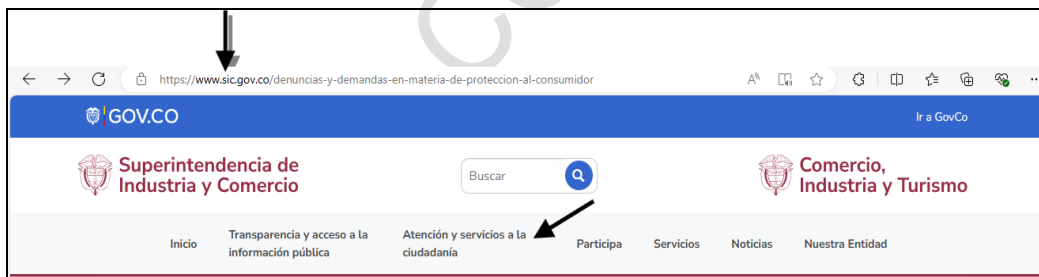 https://www.sic.gov.co/denuncias-y-demandas-en-materia-de-proteccion-al-consumidor
GOV.CO
Ir a GovCo
Superintendencia de
Industria y Comercio
Buscar
Comercio,
Industria y Turismo
Inicio
Transparencia y acceso a la
información pública
Atención y servicios a la
ciudadanía
Participa
Servicios
Noticias
Nuestra Entidad